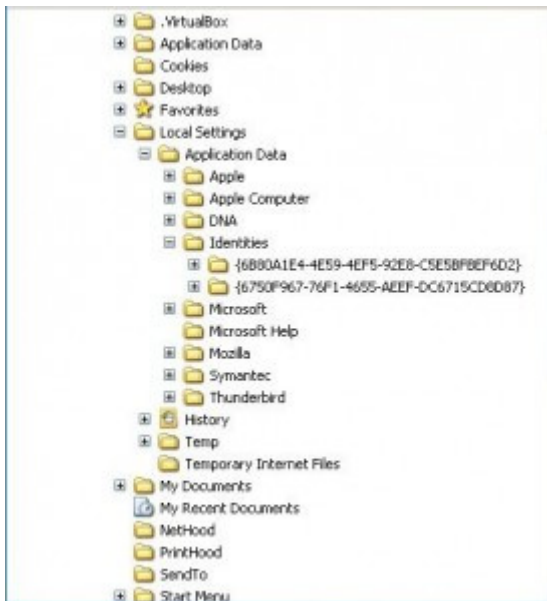 .VirtualBox
Application Data
Cookies
Desktop
Favorites
Local Settings
Application Data
Apple
Apple Computer
DNA
Identities
{6B80A1E4-4E59-4EF5-92E8-C5E5BFBEF6D2}
{6750F967-76F1-4655-AEEF-DC6715CD8D87}
Microsoft
Microsoft Help
Mozilla
Symantec
Thunderbird
History
Temp
Temporary Internet Files
My Documents
My Recent Documents
NetHood
PrintHood
SendTo
Start Menu